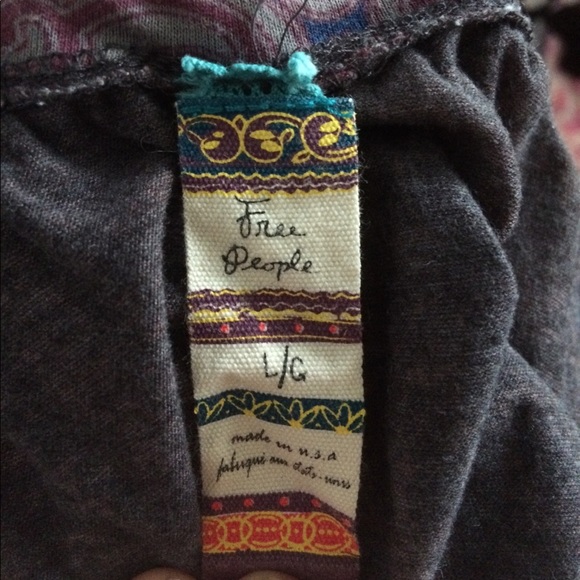 Free
People
L/G
made in u.s.a
fabriqué aux états-unis